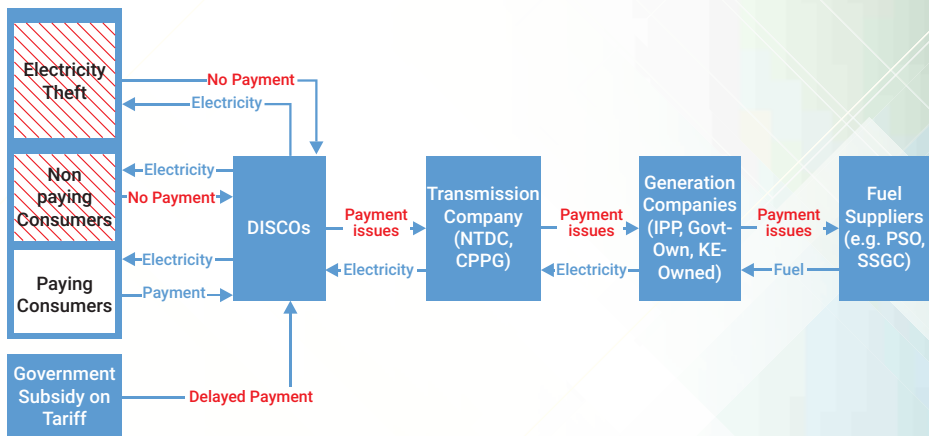 Electricity
Theft
No Payment
Electricity
Non
paying
Consumers
Electricity
No Payment
Paying
Consumers
Electricity
Payment
Government
Subsidy on
Tariff
Delayed Payment
DISCOs
Payment
issues
Electricity
Transmission
Company
(NTDC,
CPPG)
Payment
issues
Electricity
Generation
Companies
(IPP, Govt-
Own, KE-
Owned)
Payment
issues
Fuel
Fuel
Suppliers
(e.g. PSO,
SSGC)